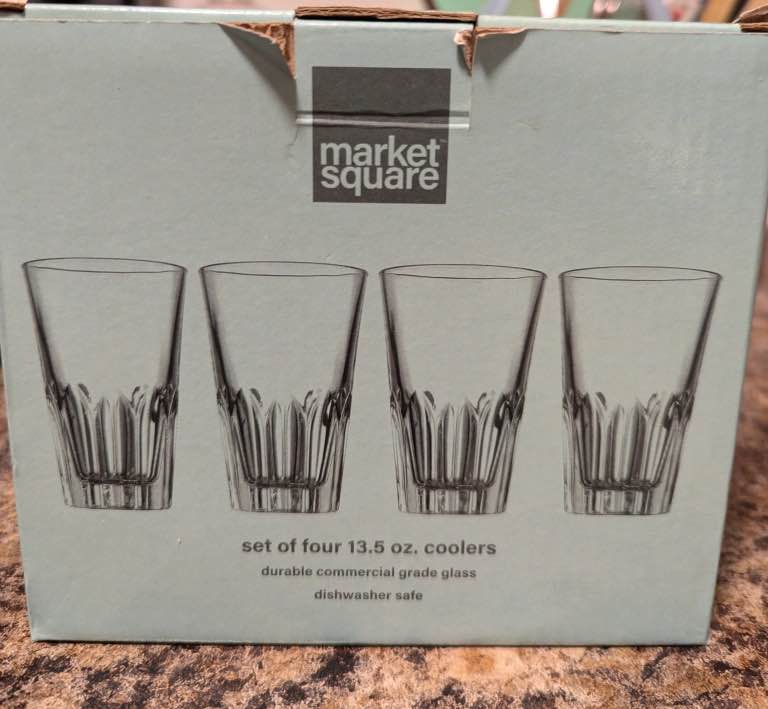 market
square
set of four 13.5 oz. coolers
durable commercial grade glass
dishwasher safe